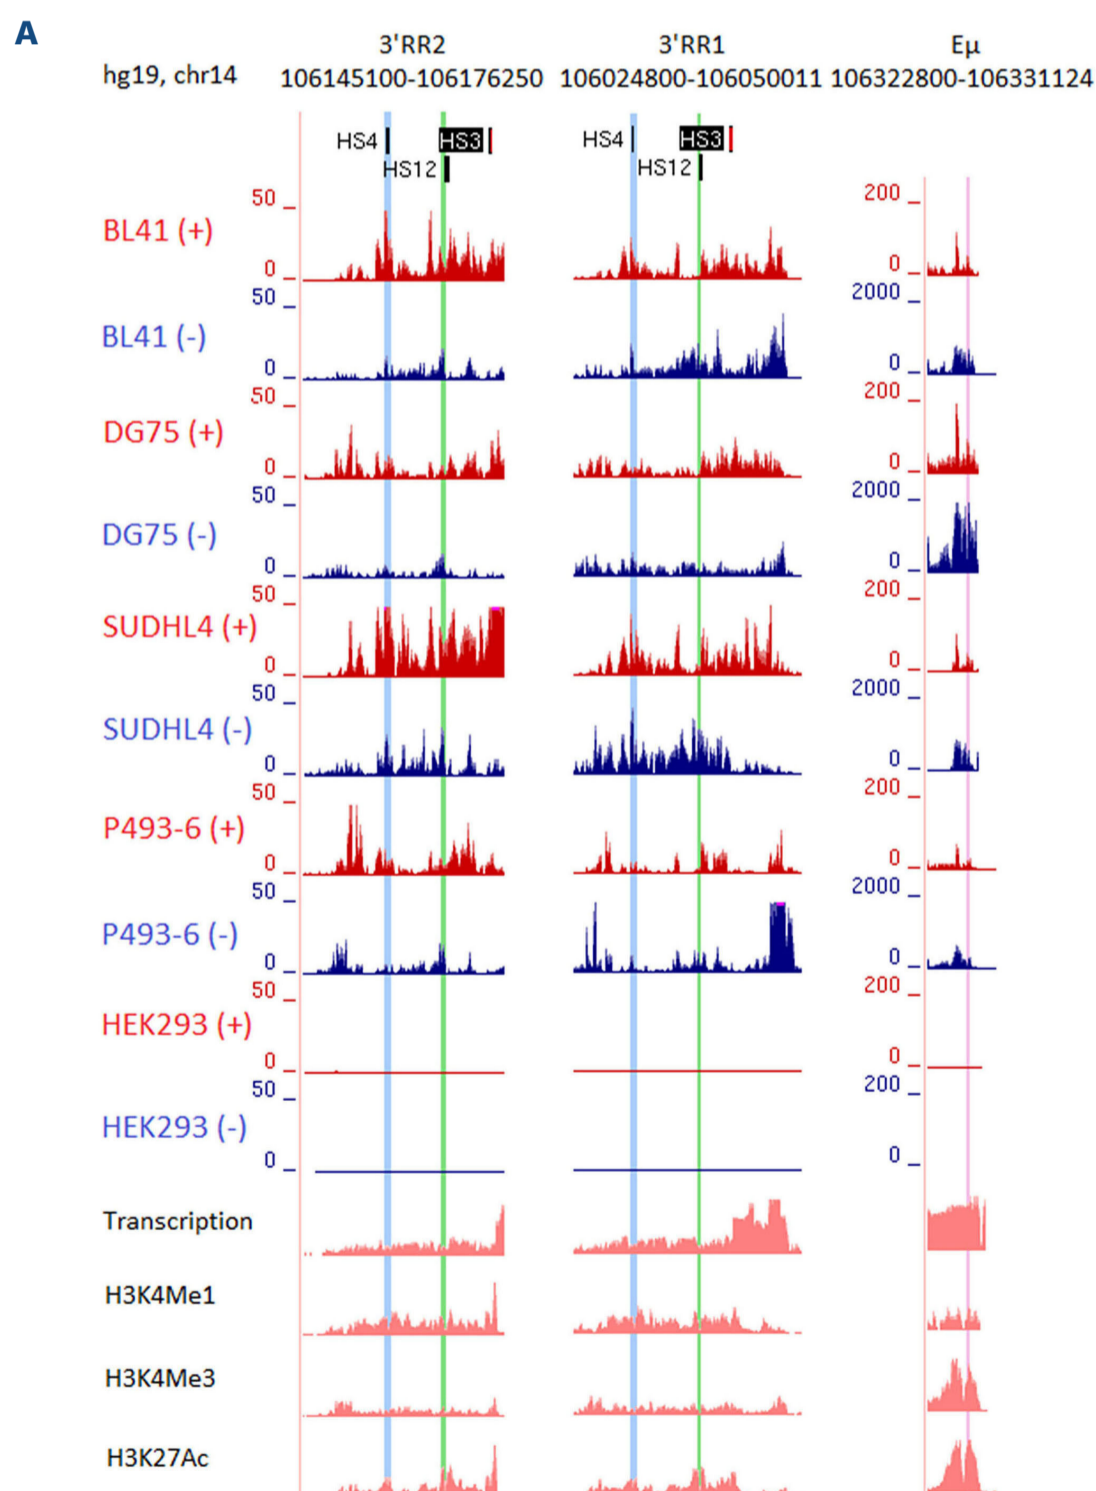 A
3'RR2 3'RR1 Eμ
hg19, chr14 106145100-106176250 106024800-106050011 106322800-106331124
HS4 HS3 HS4 HS3
HS12 HS12
50 200
BL41 (+)
0 0
50 2000
BL41 (-)
0 0
50 200
DG75 (+)
0 0
50 2000
DG75 (-)
0 0
50 200
SUDHL4 (+)
0 0
50 2000
SUDHL4 (-)
0 0
50 200
P493-6 (+)
0 0
50 2000
P493-6 (-)
0 0
50 200
HEK293 (+)
0 0
50 200
HEK293 (-)
0 0
Transcription
H3K4Me1
H3K4Me3
H3K27Ac